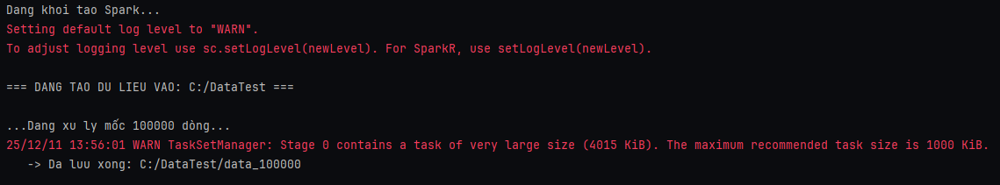 Dang khoi tao Spark...
Setting default log level to "WARN".
To adjust logging level use sc.setLogLevel(newLevel). For SparkR, use setLogLevel(newLevel).
=== DANG TAO DU LIEU VAO: C:/DataTest ===
...Dang xu ly mốc 100000 dòng...
25/12/11 13:56:01 WARN TaskSetManager: Stage 0 contains a task of very large size (4015 KiB). The maximum recommended task size is 1000 KiB.
-> Da luu xong: C:/DataTest/data_100000